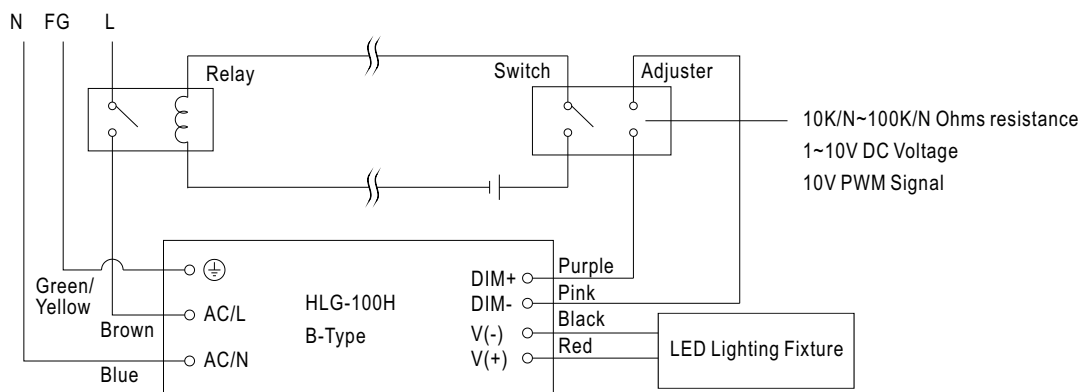 N FG L
Relay
Switch
Adjuster
10K/N~100K/N Ohms resistance
1~10V DC Voltage
10V PWM Signal
Green/
Yellow
Brown
Blue
AC/L
AC/N
HLG-100H
B-Type
DIM+
DIM-
V(-)
V(+)
Purple
Pink
Black
Red
LED Lighting Fixture